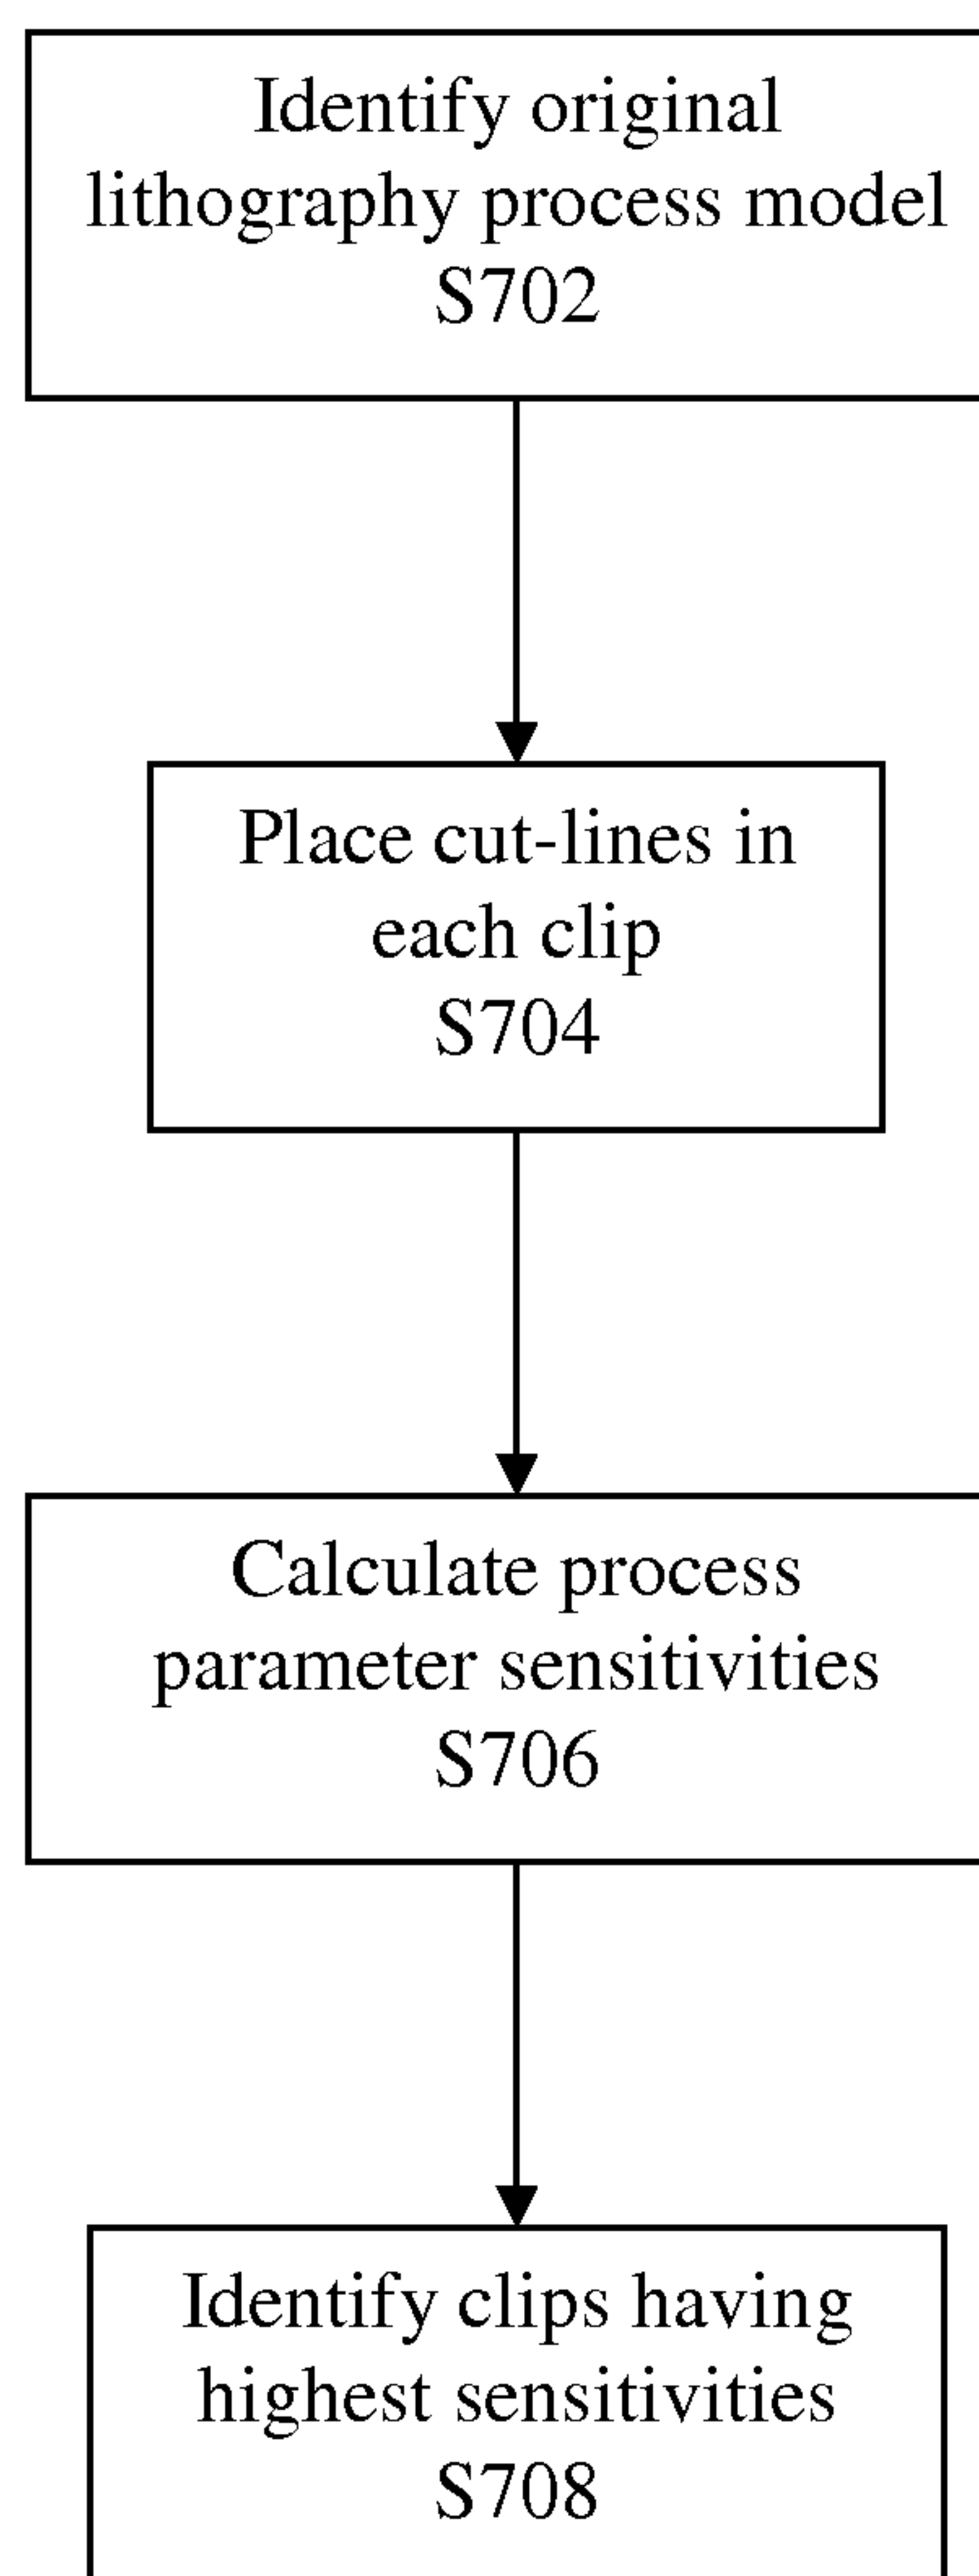 Identify original
lithography process model
S702
Place cut-lines in
each clip
S704
Calculate process
parameter sensitivities
S706
Identify clips having
highest sensitivities
S708